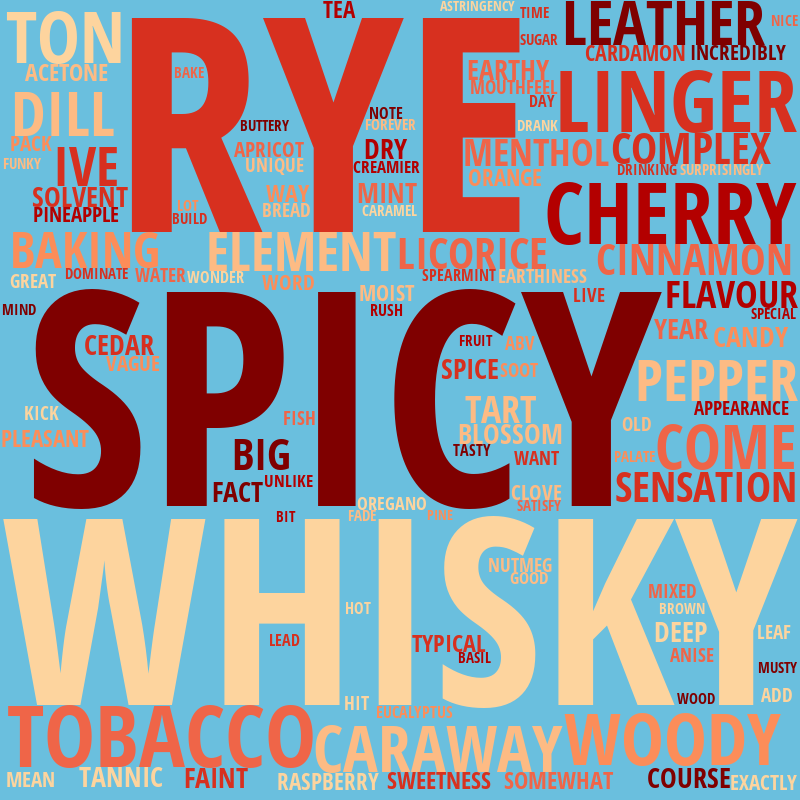 TEA
ASTRINGENCY
TIME
LEATHER
NICE
TON
RYE
SUGAR
CARDAMON
INCREDIBLY
ACETONE
BAKE
EARTHY
LINGER
MOUTHFEEL
DILL
DAY
NOTE
BUTTERY
FOREVER
DRANK
PACK
APRICOT
DRY
MENTHOL
COMPLEX
FUNKY
IVE
UNIQUE
CREAMIER
ORANGE
DRINKING
SURPRISINGLY
SOLVENT
WAY
MINT
CHERRY
PINEAPPLE
LOT
BUILD
BREAD
CARAMEL
BAKING
ELEMENT
LICORICE
CINNAMON
GREAT
DOMINATE
WATER
WONDER
WORD
SPEARMINT
EARTHINESS
MOIST
LIVE
FLAVOUR
MIND
SPICY
RUSH
SPECIAL
CEDAR
FRUIT
ABV
YEAR
CANDY
VAGUE
SPICE
SOOT
PEPPER
KICK
FISH
TART
APPEARANCE
PLEASANT
BLOSSOM
OLD
COME
BIG
TASTY
WANT
PALATE
FACT
UNLIKE
CLOVE
SENSATION
OREGANO
SATISFY
BIT
FADE
PINE
WHISKY
NUTMEG
GOOD
HOT
MIXED
BROWN
LEAD
TYPICAL
DEEP
LEAF
BASIL
ANISE
MUSTY
HIT
WOOD
ADD
EUCALYPTUS
TOBACCO
CARAWAY
WOODY
MEAN
TANNIC
FAINT
RASPBERRY
SWEETNESS
SOMEWHAT
COURSE
EXACTLY